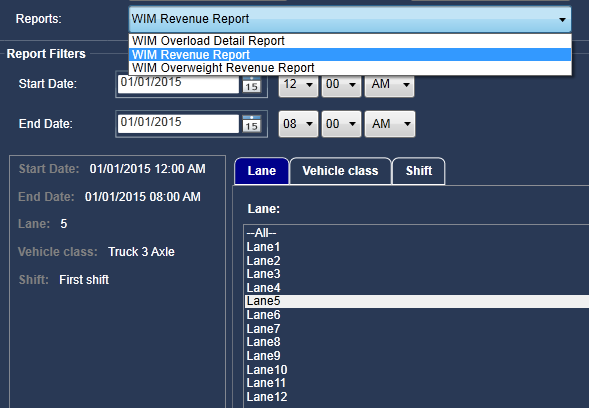 Reports: WIM Revenue Report
WIM Overload Detail Report
WIM Revenue Report
WIM Overweight Revenue Report
Report Filters
Start Date: 01/01/2015 15 12 00 AM
End Date: 01/01/2015 15 08 00 AM
Start Date: 01/01/2015 12:00 AM
End Date: 01/01/2015 08:00 AM
Lane: 5
Vehicle class: Truck 3 Axle
Shift: First shift
Lane Vehicle class Shift
Lane:
--All--
Lane1
Lane2
Lane3
Lane4
Lane5
Lane6
Lane7
Lane8
Lane9
Lane10
Lane11
Lane12